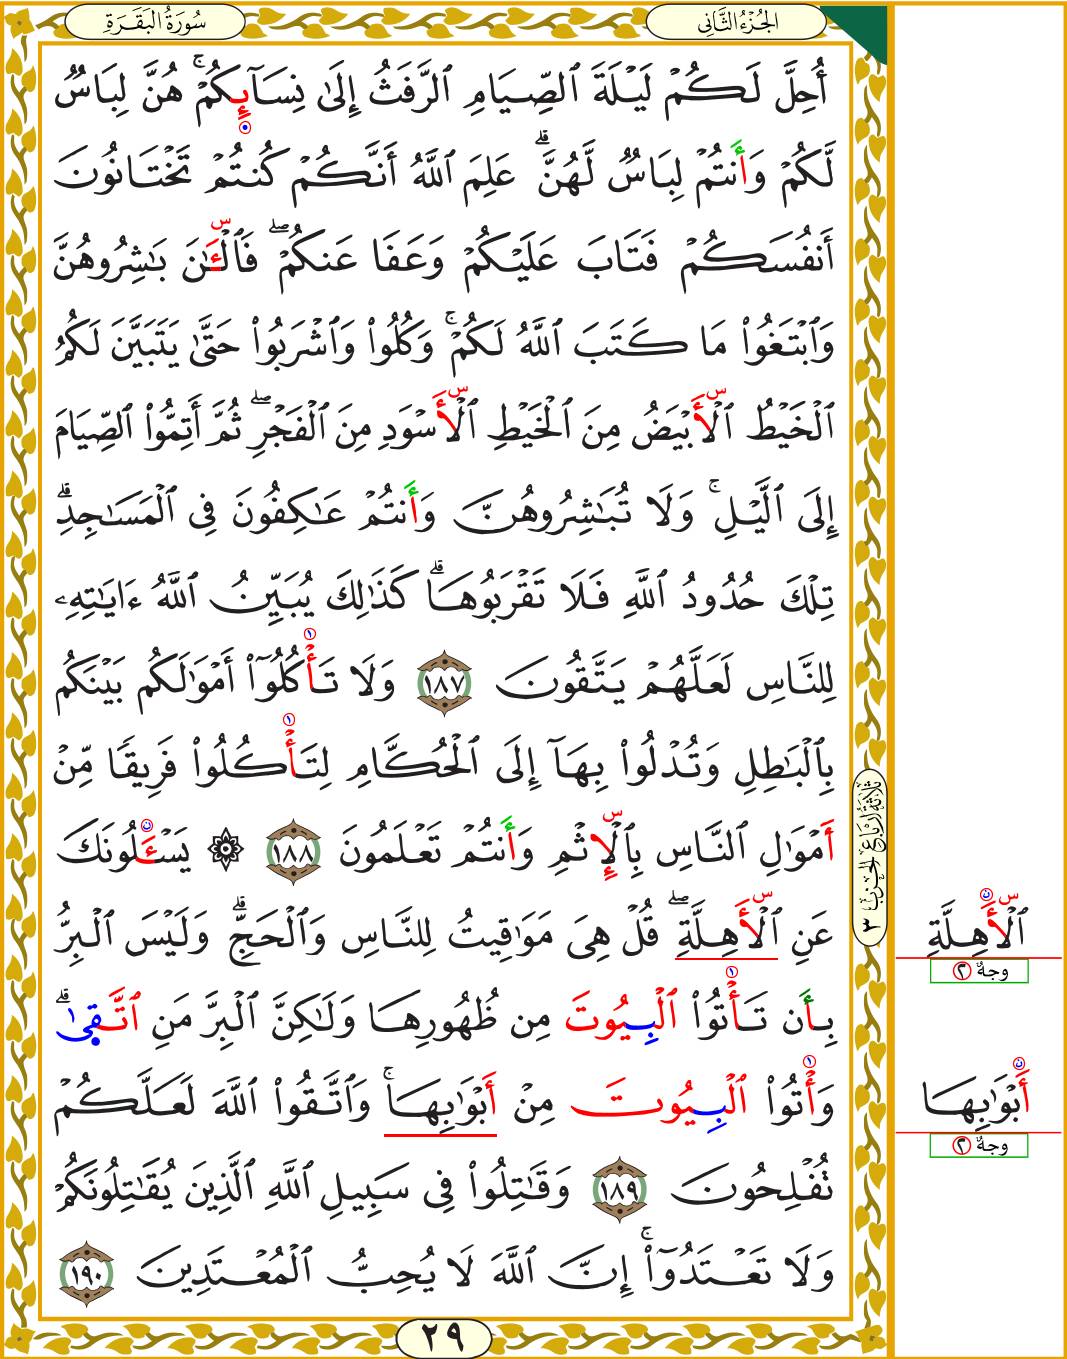 سُورَةُ البَقَرَةِ
الجُزْءُ الثَّانِي
أُحِلَّ لَكُمۡ لَيۡلَةَ ٱلصِّيَامِ ٱلرَّفَثُ إِلَىٰ نِسَآئِكُمۡۚ هُنَّ لِبَاسٞ
لَّكُمۡ وَأَنتُمۡ لِبَاسٞ لَّهُنَّۗ عَلِمَ ٱللَّهُ أَنَّكُمۡ كُنتُمۡ تَخۡتَانُونَ
أَنفُسَكُمۡ فَتَابَ عَلَيۡكُمۡ وَعَفَا عَنكُمۡۖ فَٱلۡـَٰٔنَ بَٰشِرُوهُنَّ
وَٱبۡتَغُواْ مَا كَتَبَ ٱللَّهُ لَكُمۡۚ وَكُلُواْ وَٱشۡرَبُواْ حَتَّىٰ يَتَبَيَّنَ لَكُمُ
ٱلۡخَيۡطُ ٱلۡأَبۡيَضُ مِنَ ٱلۡخَيۡطِ ٱلۡأَسۡوَدِ مِنَ ٱلۡفَجۡرِۖ ثُمَّ أَتِمُّواْ ٱلصِّيَامَ
إِلَى ٱلَّيۡلِۚ وَلَا تُبَٰشِرُوهُنَّ وَأَنتُمۡ عَٰكِفُونَ فِي ٱلۡمَسَٰجِدِۗ
تِلۡكَ حُدُودُ ٱللَّهِ فَلَا تَقۡرَبُوهَاۗ كَذَٰلِكَ يُبَيِّنُ ٱللَّهُ ءَايَٰتِهِۦ
لِلنَّاسِ لَعَلَّهُمۡ يَتَّقُونَ ١٨٧ وَلَا تَأۡكُلُوٓاْ أَمۡوَٰلَكُم بَيۡنَكُم
بِٱلۡبَٰطِلِ وَتُدۡلُواْ بِهَآ إِلَى ٱلۡحُكَّامِ لِتَأۡكُلُواْ فَرِيقٗا مِّنۡ
أَمۡوَٰلِ ٱلنَّاسِ بِٱلۡإِثۡمِ وَأَنتُمۡ تَعۡلَمُونَ ١٨٨ ۞ يَسۡـَٔلُونَكَ
عَنِ ٱلۡأَهِلَّةِۖ قُلۡ هِيَ مَوَٰقِيتُ لِلنَّاسِ وَٱلۡحَجِّۗ وَلَيۡسَ ٱلۡبِرُّ
بِأَن تَأۡتُواْ ٱلۡبِيُوتَ مِن ظُهُورِهَا وَلَٰكِنَّ ٱلۡبِرَّ مَنِ ٱتَّقَىٰۗ
وَأۡتُواْ ٱلۡبِيُوتَ مِنۡ أَبۡوَٰبِهَاۚ وَٱتَّقُواْ ٱللَّهَ لَعَلَّكُمۡ
تُفۡلِحُونَ ١٨٩ وَقَٰتِلُواْ فِي سَبِيلِ ٱللَّهِ ٱلَّذِينَ يُقَٰتِلُونَكُمۡ
وَلَا تَعۡتَدُوٓاْۚ إِنَّ ٱللَّهَ لَا يُحِبُّ ٱلۡمُعۡتَدِينَ ١٩٠
ثلاثة أرباع الحزب ٣
ٱلۡأَهِلَّةِ
وجهٌ ٢
أَبۡوَٰبِهَا
وجهٌ ٢
٢٩